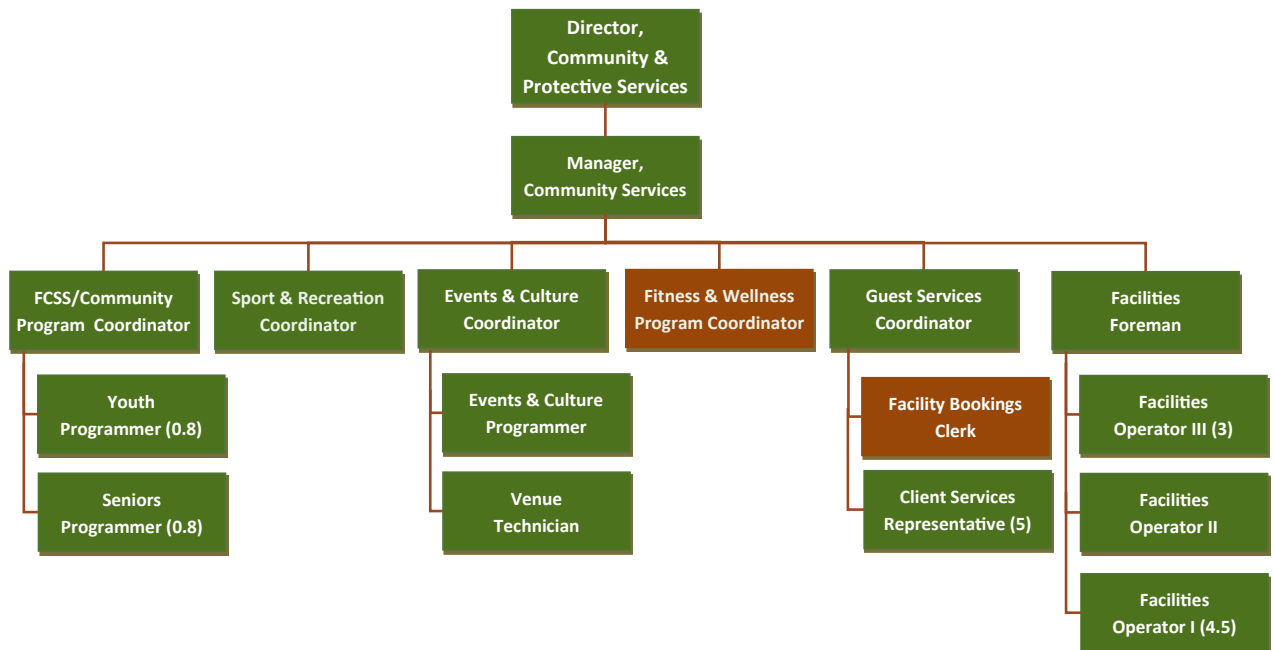 Director,
Community &
Protective Services
Manager,
Community Services
FCSS/Community
Program Coordinator
Sport & Recreation
Coordinator
Events & Culture
Coordinator
Fitness & Wellness
Program Coordinator
Guest Services
Coordinator
Facilities
Foreman
Youth
Programmer (0.8)
Seniors
Programmer (0.8)
Events & Culture
Programmer
Venue
Technician
Facility Bookings
Clerk
Client Services
Representative (5)
Facilities
Operator III (3)
Facilities
Operator II
Facilities
Operator I (4.5)